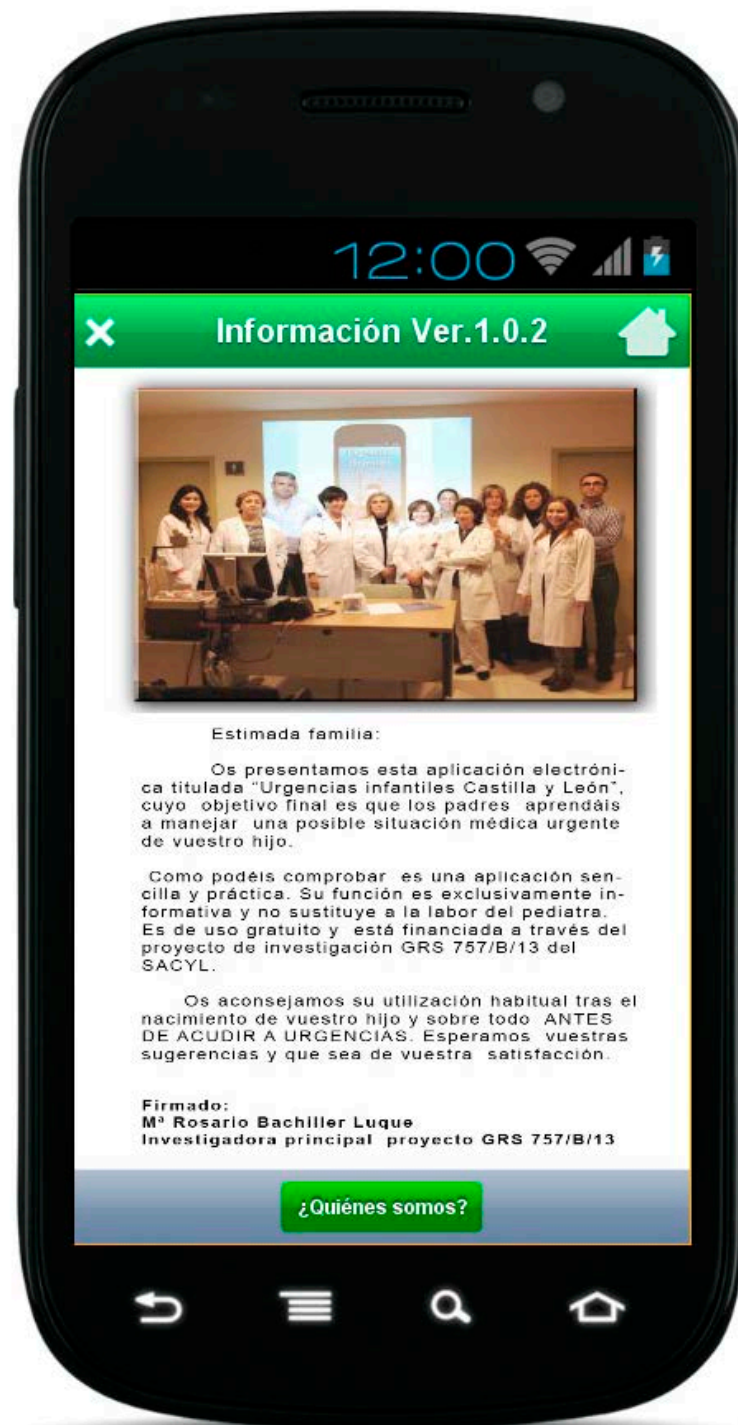 12:00
Información Ver.1.0.2
Estimada familia:
Os presentamos esta aplicación electróni-
ca titulada "Urgencias infantiles Castilla y León",
cuyo objetivo final es que los padres aprendáis
a manejar una posible situación médica urgente
de vuestro hijo.
Como podéis comprobar es una aplicación sen-
cilla y práctica. Su función es exclusivamente in-
formativa y no sustituye a la labor del pediatra.
Es de uso gratuito y está financiada a través del
proyecto de investigación GRS 757/B/13 del
SACYL.
Os aconsejamos su utilización habitual tras el
nacimiento de vuestro hijo y sobre todo ANTES
DE ACUDIR A URGENCIAS. Esperamos vuestras
sugerencias y que sea de vuestra satisfacción.
Firmado:
Mª Rosario Bachiller Luque
Investigadora principal proyecto GRS 757/B/13
¿Quiénes somos?